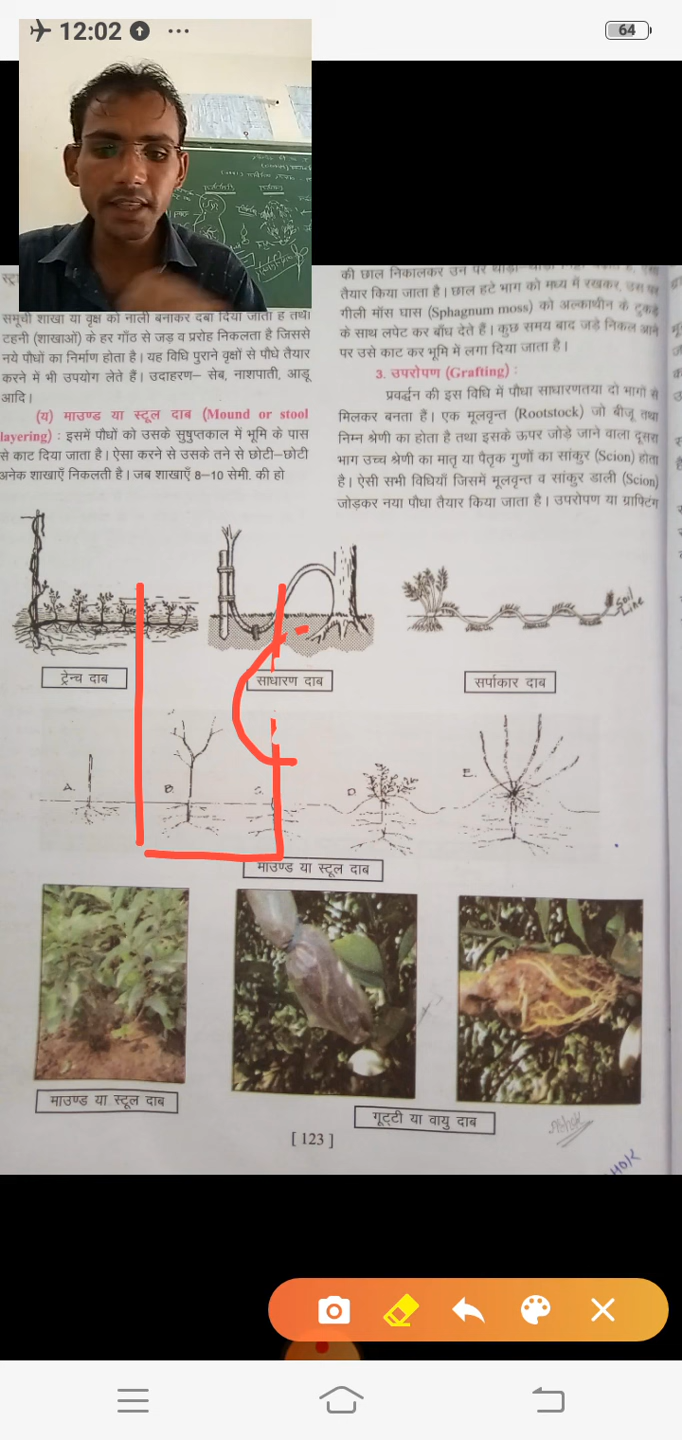 12:02
64
समूची शाखा या वृक्ष को नाली बनाकर दबा दिया जाता है तथा
टहनी (शाखाओं) के हर गाँठ से जड़ व प्ररोह निकलता है जिससे
नये पौधों का निर्माण होता है। यह विधि पुराने वृक्षों से पौधे तैयार
करने में भी उपयोग लेते हैं। उदाहरण– सेब, नाशपाती, आडू
आदि।
(य) माउण्ड या स्टूल दाब (Mound or stool
layering) : इसमें पौधों को उसके सुषुप्तकाल में भूमि के पास
से काट दिया जाता है। ऐसा करने से उसके तने से छोटी–छोटी
अनेक शाखाएँ निकलती है। जब शाखाएँ 8–10 सेमी. की हो
की छाल निकालकर उन पर
तैयार किया जाता है। छाल हटे भाग को मध्य में रखकर, उस पर
गीली मॉस घास (Sphagnum moss) को अल्काथीन के टुकड़े
के साथ लपेट कर बाँध देते हैं। कुछ समय बाद जड़े निकल आने
पर उसे काट कर भूमि में लगा दिया जाता है।
3. उपरोपण (Grafting) :
प्रवर्द्धन की इस विधि में पौधा साधारणतया दो भागों से
मिलकर बनता है। एक मूलवृन्त (Rootstock) जो बीजू तथा
निम्न श्रेणी का होता है तथा इसके ऊपर जोड़े जाने वाला दूसरा
भाग उच्च श्रेणी का मातृ या पैतृक गुणों का सांकुर (Scion) होता
है। ऐसी सभी विधियाँ जिसमें मूलवृन्त व सांकुर डाली (Scion)
जोड़कर नया पौधा तैयार किया जाता है। उपरोपण या ग्राफ्टिंग
Soil
Line
ट्रेन्च दाब
साधारण दाब
सर्पाकार दाब
A.
B.
C.
D.
E.
माउण्ड या स्टूल दाब
माउण्ड या स्टूल दाब
गूट्टी या वायु दाब
[ 123 ]